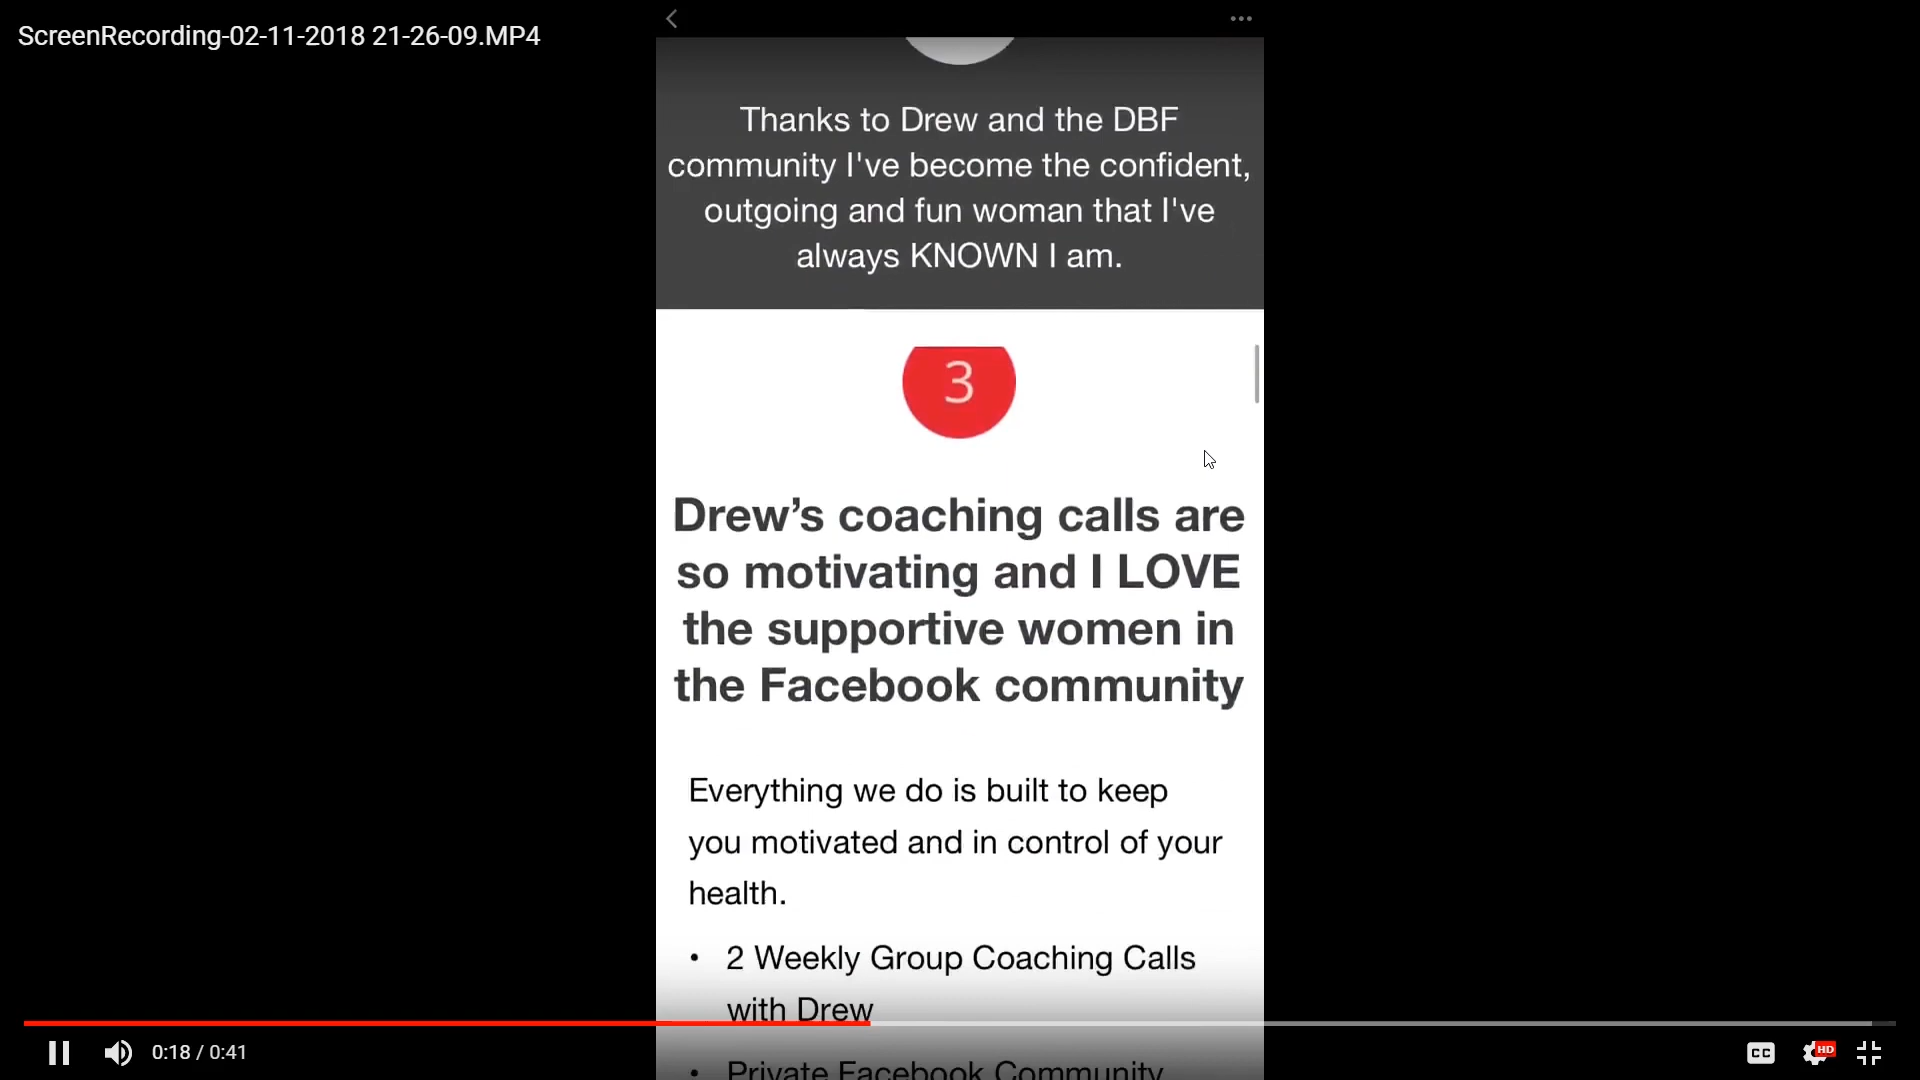 ScreenRecording-02-11-2018 21-26-09.MP4
Thanks to Drew and the DBF
community I've become the confident,
outgoing and fun woman that I've
always KNOWN I am.
3
Drew’s coaching calls are
so motivating and I LOVE
the supportive women in
the Facebook community
Everything we do is built to keep
you motivated and in control of your
health.
• 2 Weekly Group Coaching Calls
with Drew
• Private Facebook Community
0:18 / 0:41
CC
HD